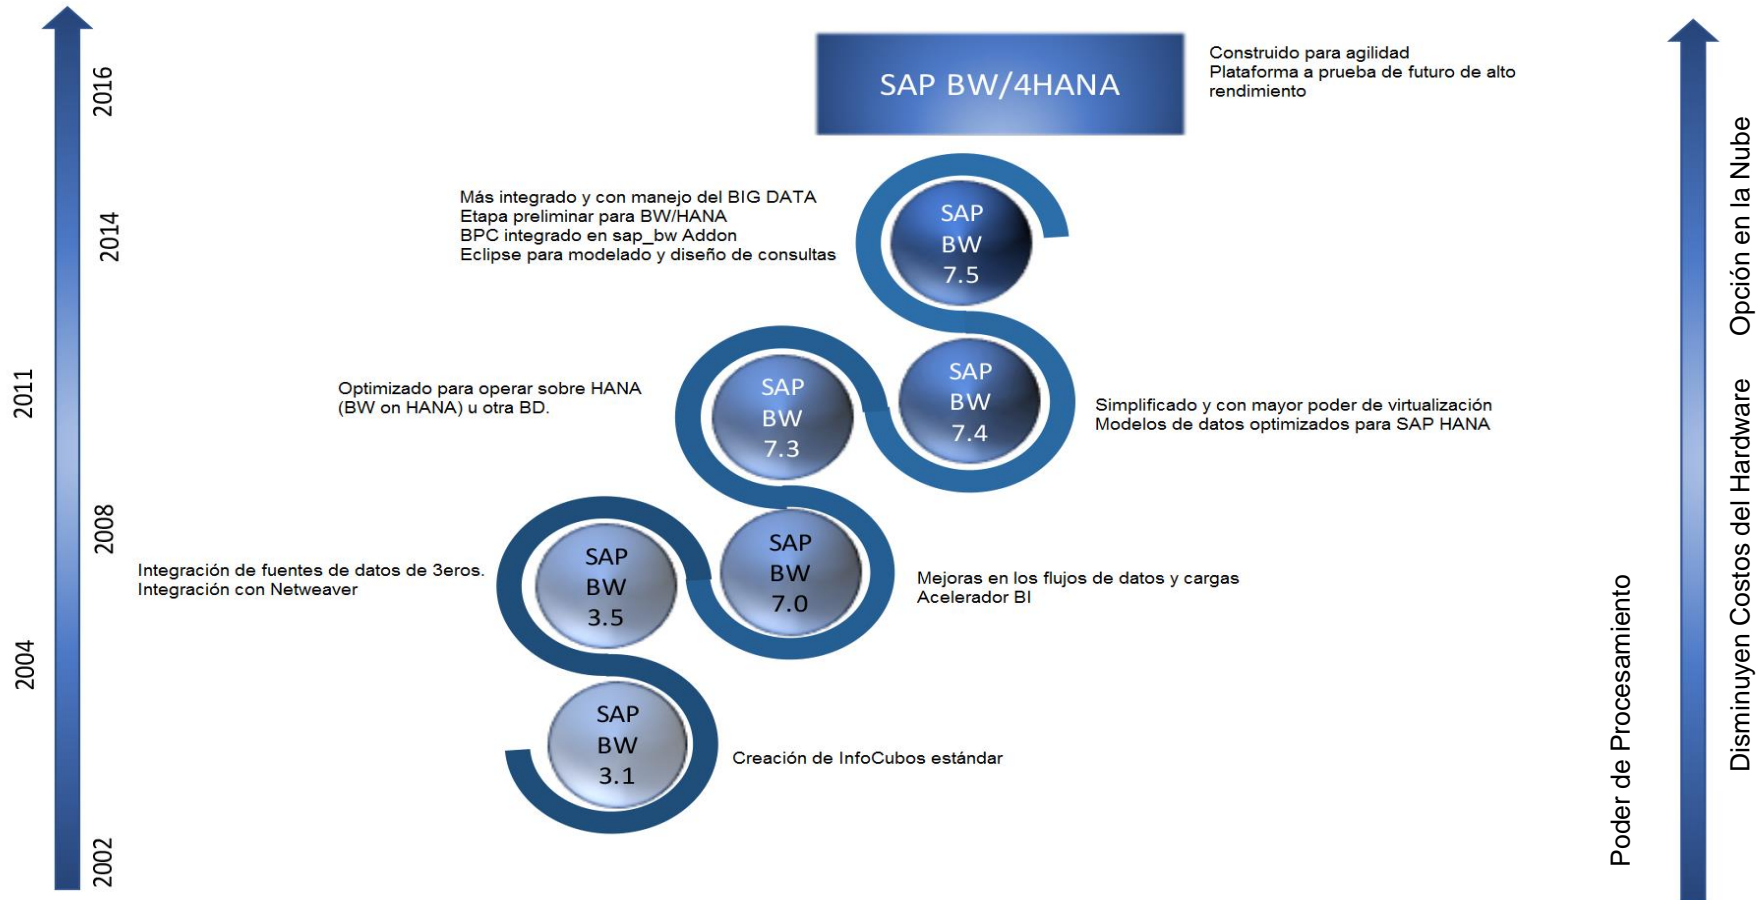 2016
SAP BW/4HANA
Construido para agilidad
Plataforma a prueba de futuro de alto
rendimiento
2014
Más integrado y con manejo del BIG DATA
Etapa preliminar para BW/HANA
BPC integrado en sap_bw Addon
Eclipse para modelado y diseño de consultas
SAP
BW
7.5
2011
Optimizado para operar sobre HANA
(BW on HANA) u otra BD.
SAP
BW
7.3
SAP
BW
7.4
Simplificado y con mayor poder de virtualización
Modelos de datos optimizados para SAP HANA
2008
Integración de fuentes de datos de 3eros.
Integración con Netweaver
SAP
BW
3.5
SAP
BW
7.0
Mejoras en los flujos de datos y cargas
Acelerador BI
2004
SAP
BW
3.1
Creación de InfoCubos estándar
2002
Poder de Procesamiento
Disminuyen Costos del Hardware
Opción en la Nube